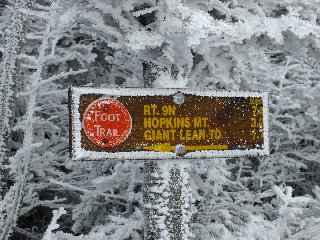 FOOT
TRAIL
RT. 9N
HOPKINS MT.
GIANT LEAN TO